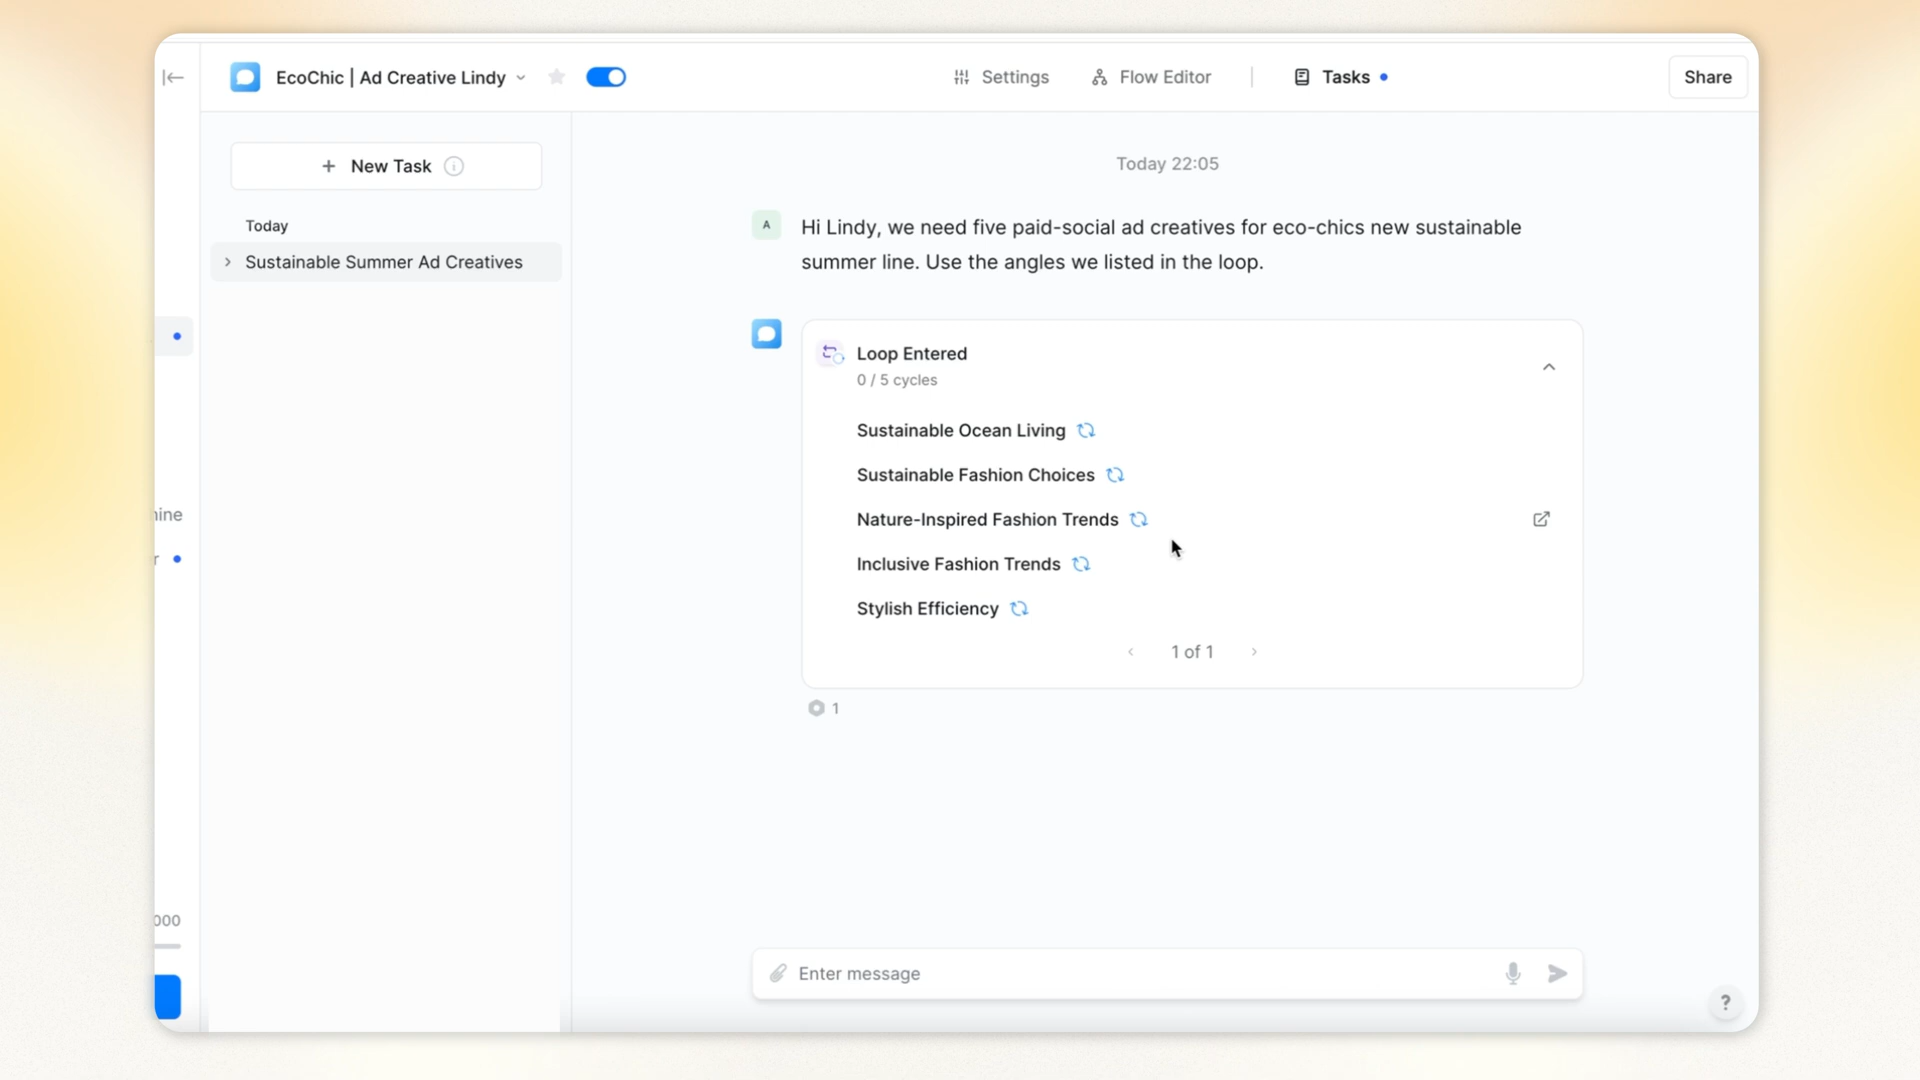 EcoChic | Ad Creative Lindy
Settings
Flow Editor
Tasks
Share
+ New Task
Today
Sustainable Summer Ad Creatives
Today 22:05
A
Hi Lindy, we need five paid-social ad creatives for eco-chics new sustainable
summer line. Use the angles we listed in the loop.
Loop Entered
0 / 5 cycles
Sustainable Ocean Living
Sustainable Fashion Choices
Nature-Inspired Fashion Trends
Inclusive Fashion Trends
Stylish Efficiency
1 of 1
1
000
Enter message
?